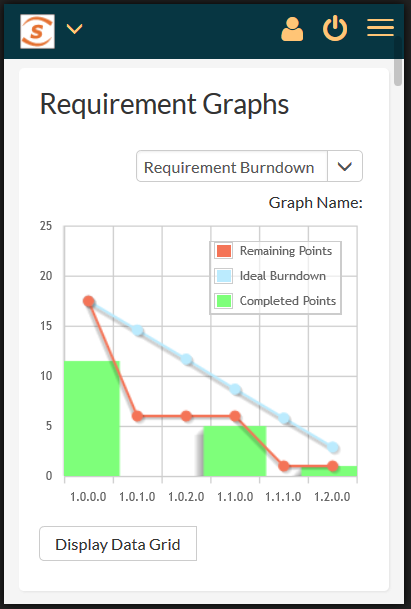 S
Requirement Graphs
Requirement Burndown
Graph Name:
25
20
15
10
5
0
Remaining Points
Ideal Burndown
Completed Points
1.0.0.0 1.0.1.0 1.0.2.0 1.1.0.0 1.1.1.0 1.2.0.0
Display Data Grid